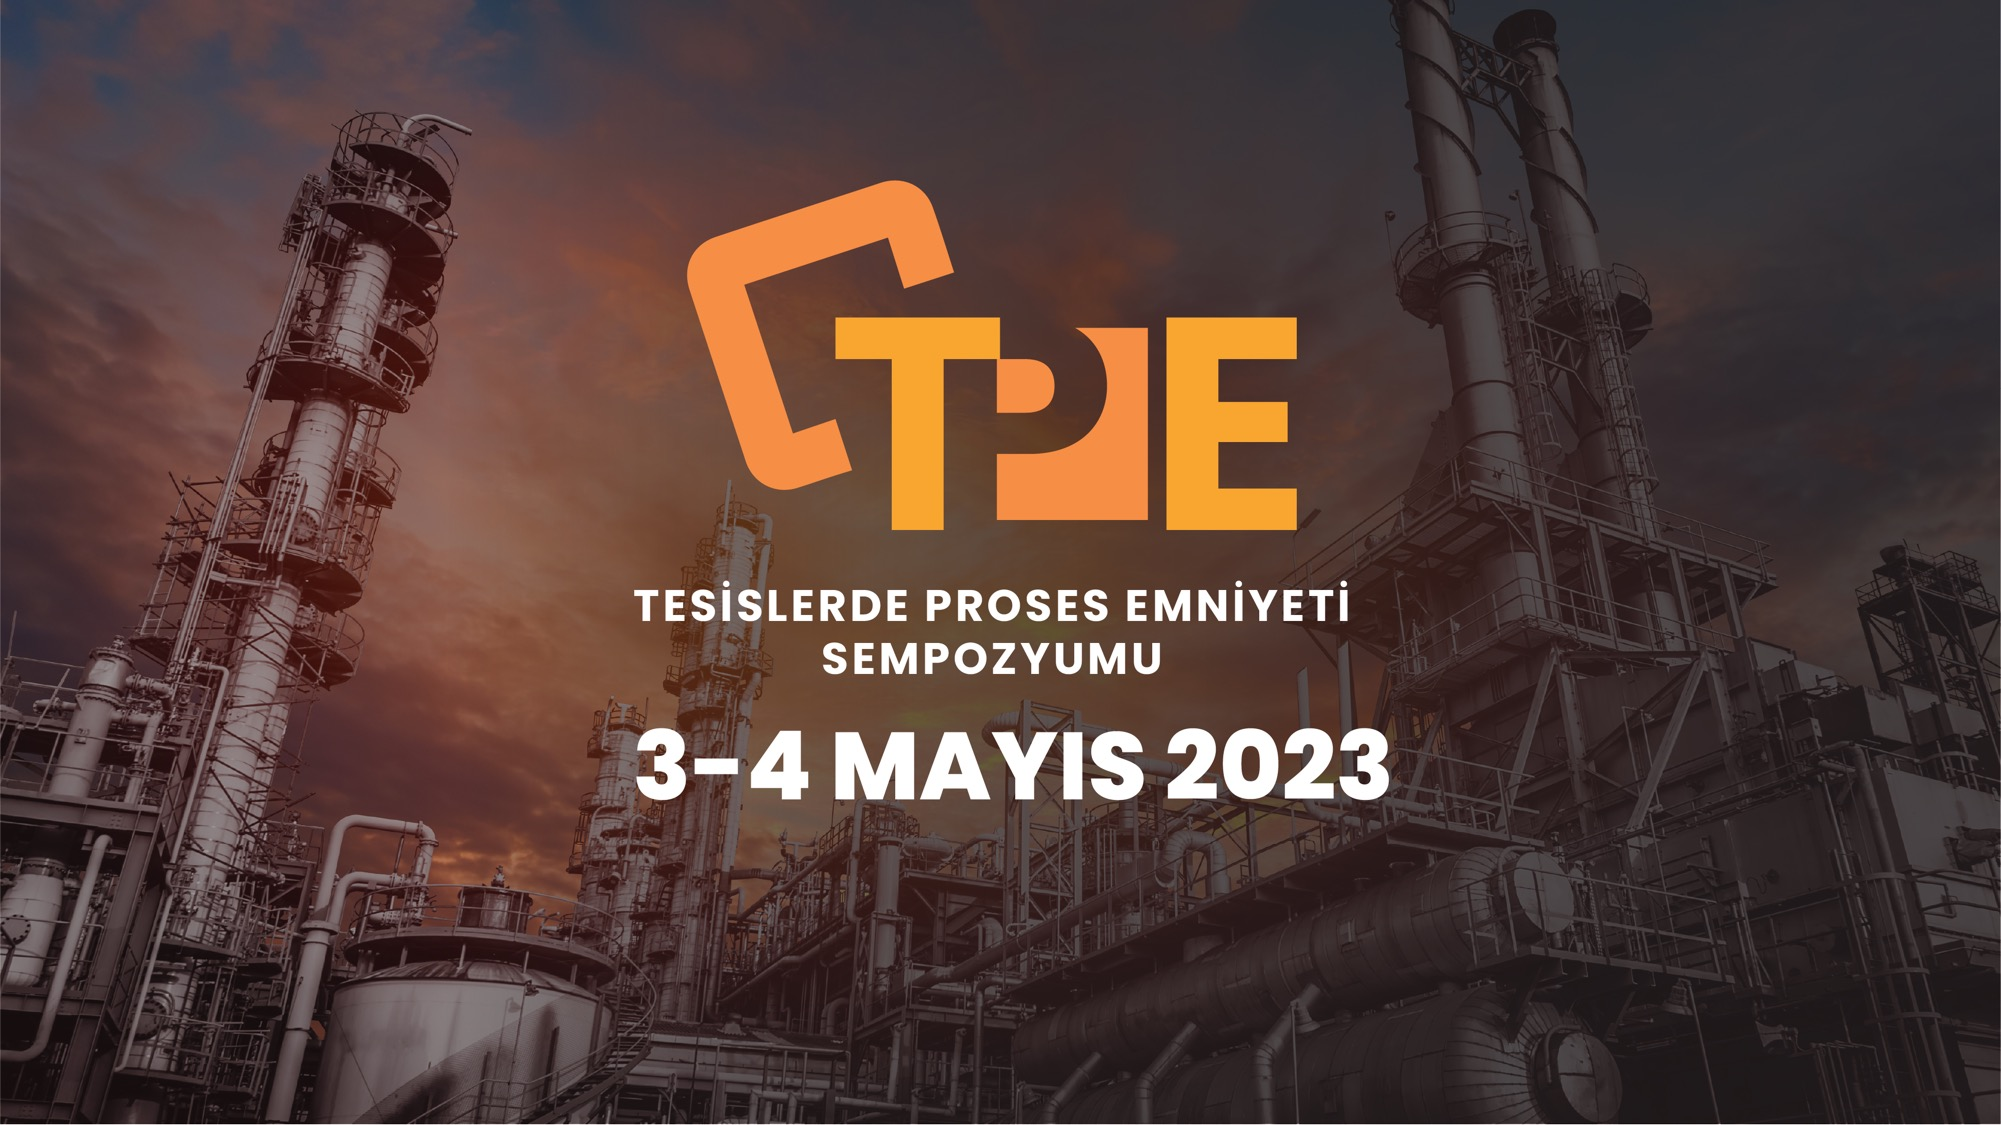 TPE
TESİSLERDE PROSES EMNİYETİ
SEMPOZYUMU
3-4 MAYIS 2023